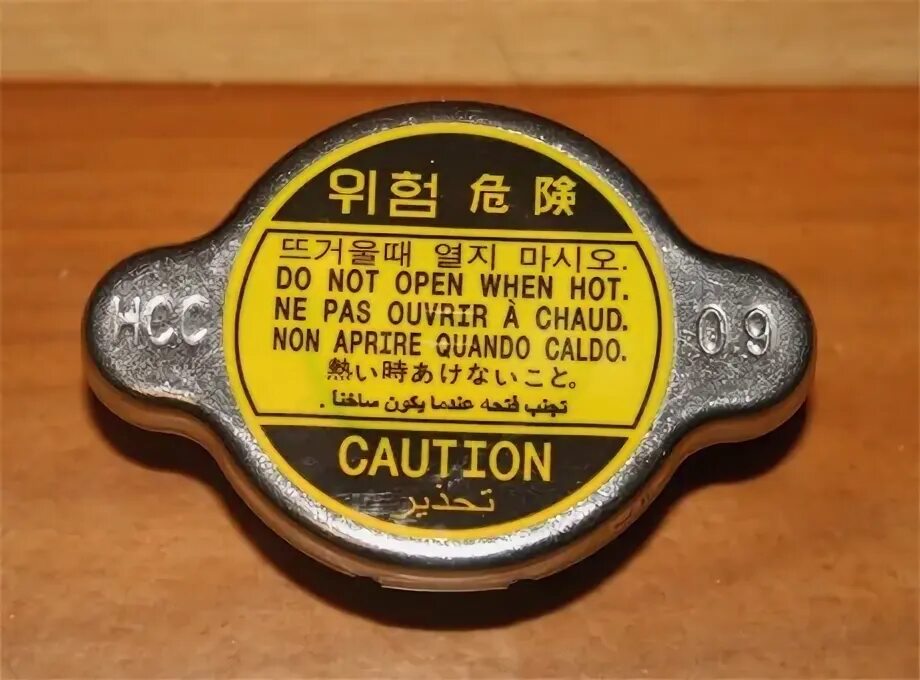 위험 危険
뜨거울때 열지 마시오.
DO NOT OPEN WHEN HOT.
NE PAS OUVRIR À CHAUD.
NON APRIRE QUANDO CALDO.
熱い時あけないこと。
تجنب فتحه عندما يكون ساخناً .
CAUTION
تحذير
HCC
09